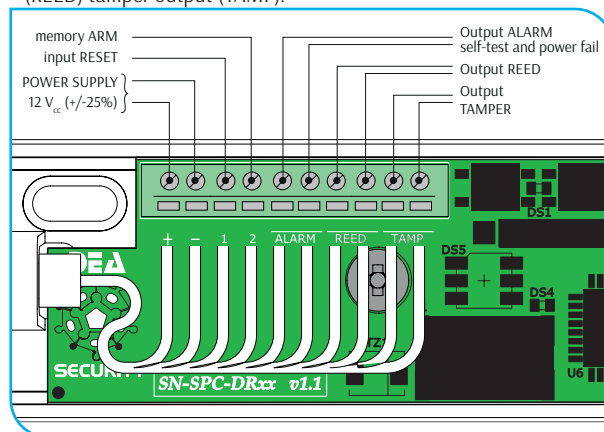 (REED) tamper output (TAMP).
memory ARM
input RESET
POWER SUPPLY
12 Vcc (+/-25%)
Output ALARM
self-test and power fail
Output REED
Output
TAMPER
+ − 1 2 ALARM REED TAMP
DS1
DS5
DS4
DEA
SECURITY
SN-SPC-DRxx v1.1
U6